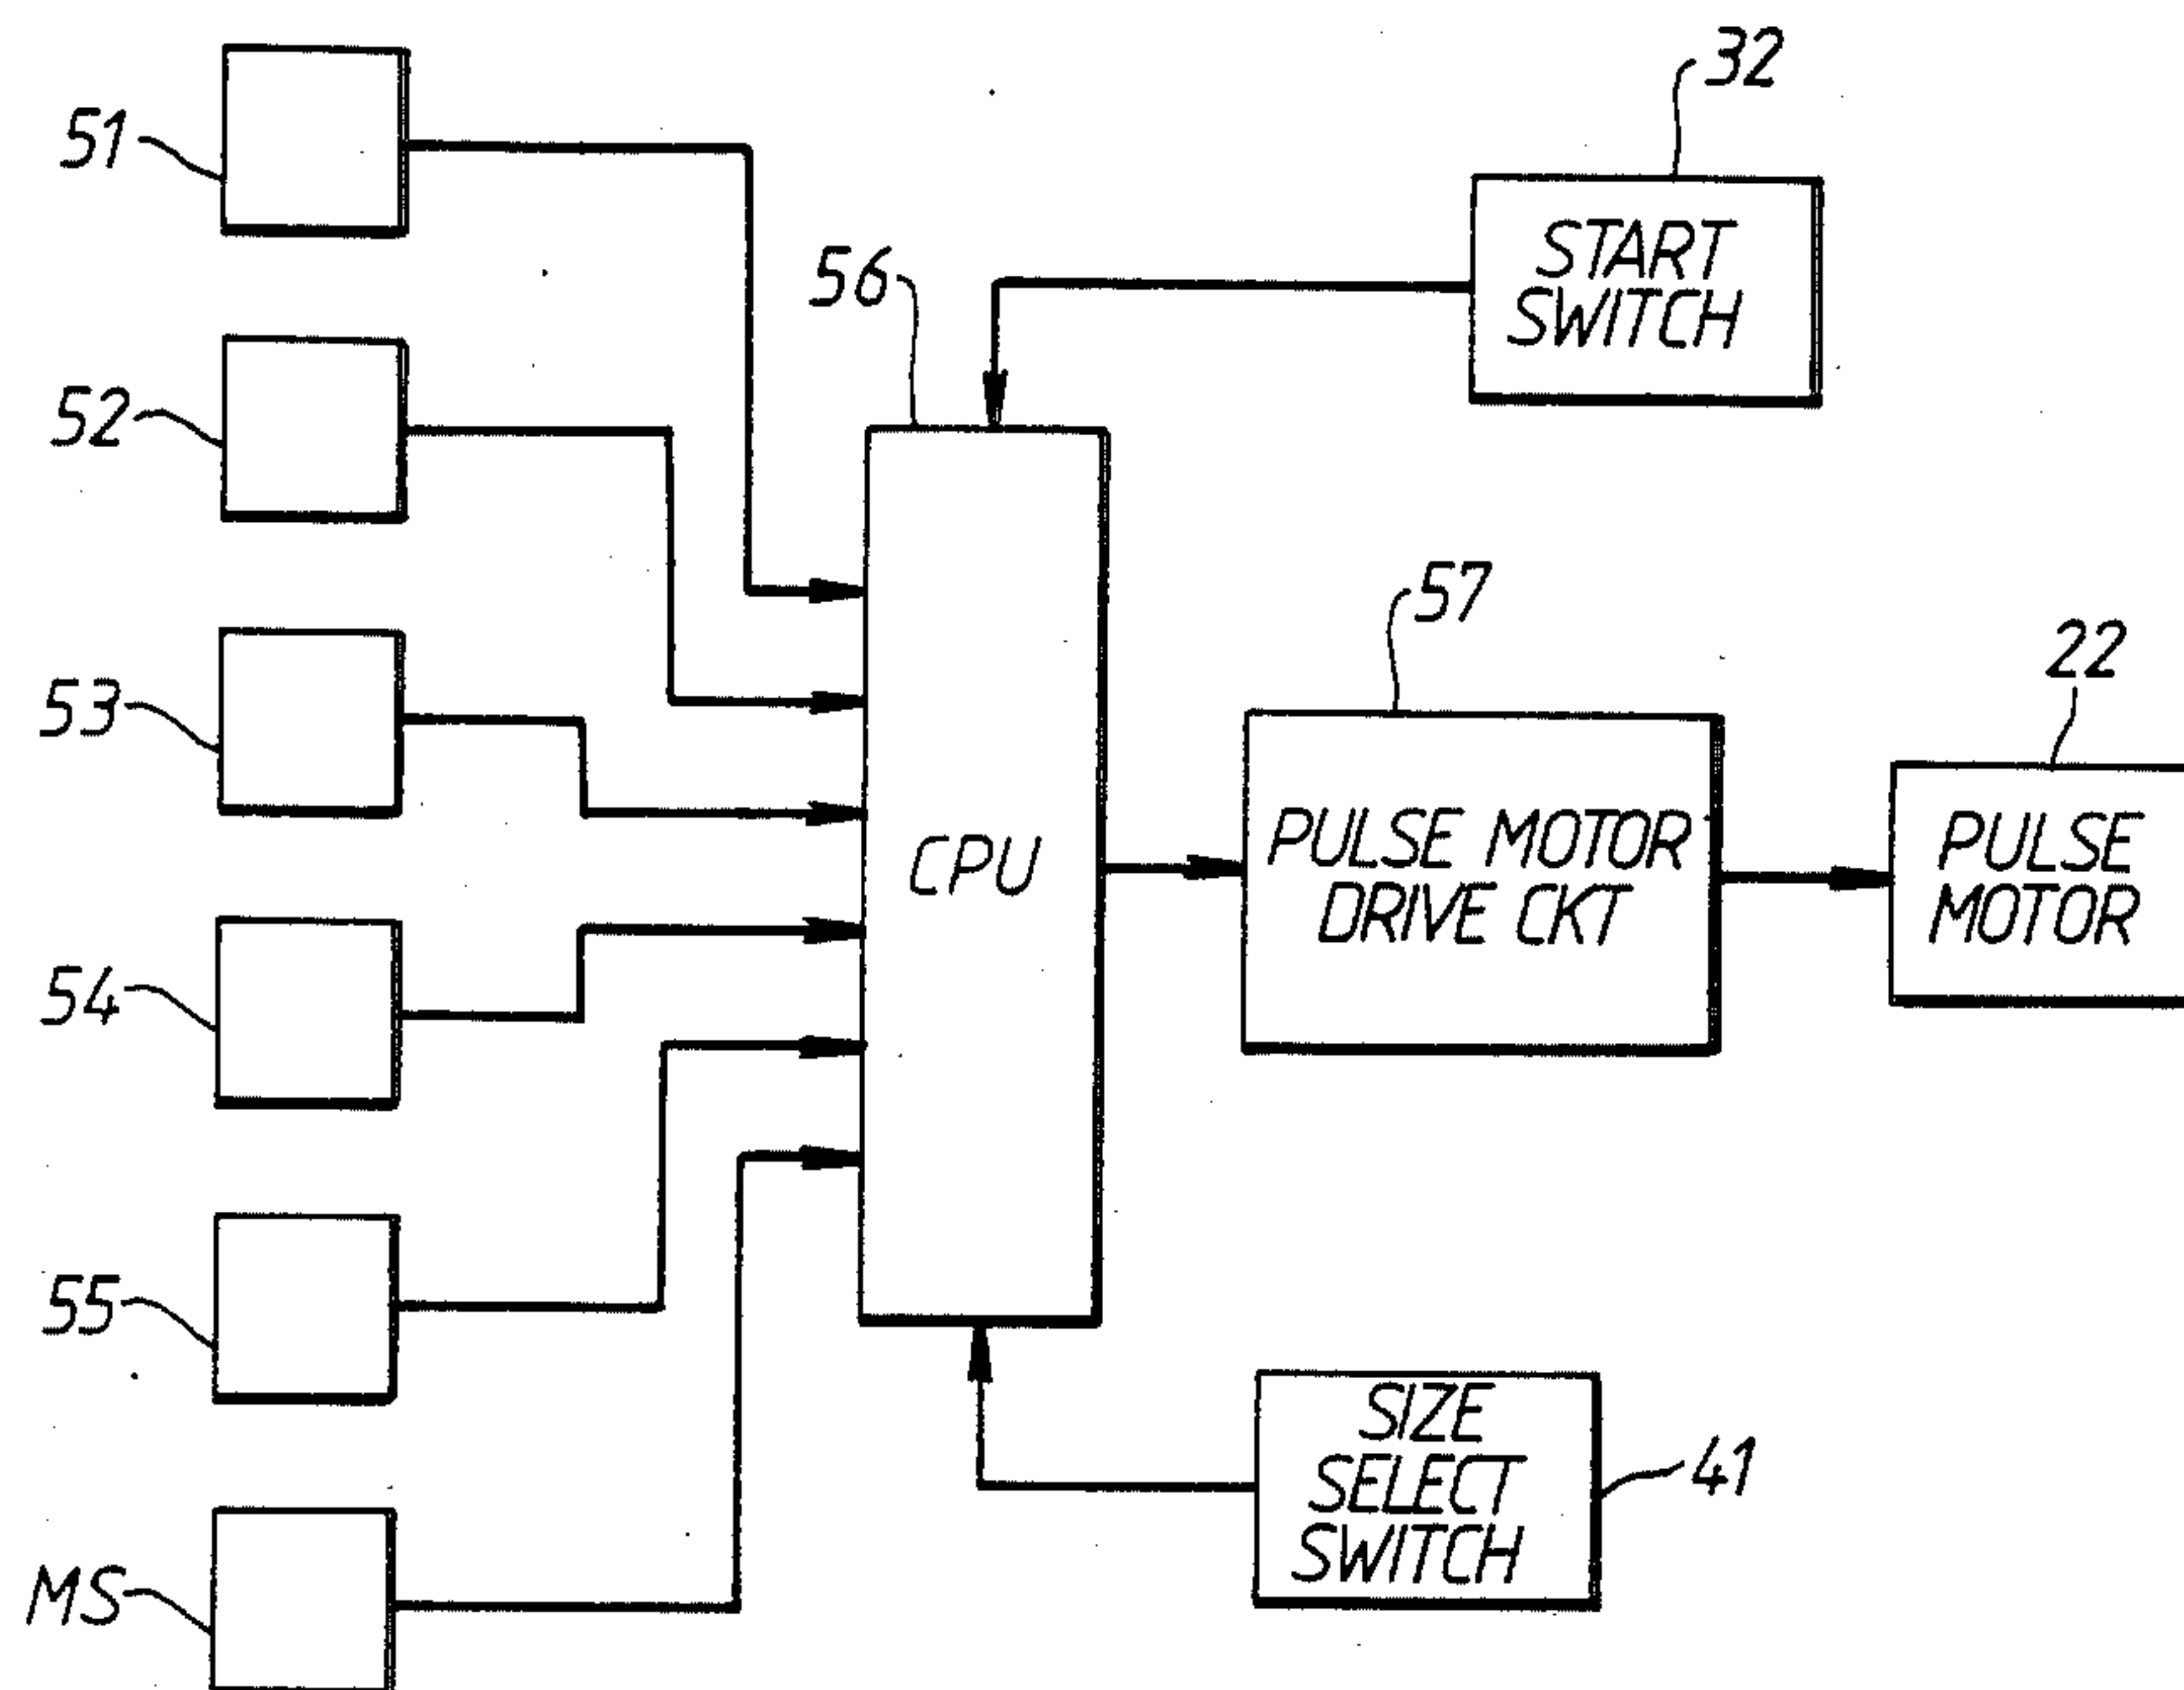 32
51
START
SWITCH
56
52
57
22
53
PULSE MOTOR
DRIVE CKT
PULSE
MOTOR
CPU
54
55
SIZE
SELECT
SWITCH
41
MS